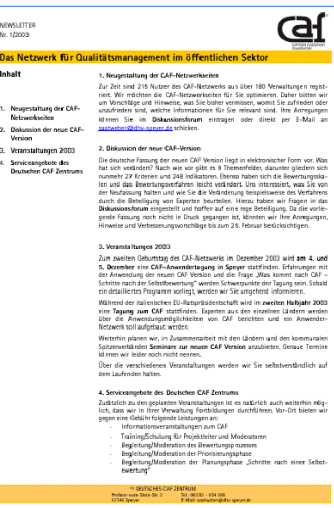 NEWSLETTER
Nr. 1/2003
caf
Das Netzwerk für Qualitätsmanagement im öffentlichen Sektor
Inhalt
1. Neugestaltung der CAF-
Netzwerkseiten
2. Diskussion der neue CAF-
Version
3. Veranstaltungen 2003
4. Serviceangebote des
Deutschen CAF Zentrums
1. Neugestaltung der CAF-Netzwerkseiten
Zur Zeit sind 215 Nutzer des CAF-Netzwerks aus über 180 Verwaltungen regist-
riert. Wir möchten die CAF-Netzwerkseiten für Sie optimieren. Daher bitten wir
um Vorschläge und Hinweise, was Sie bisher vermissen, womit Sie zufrieden oder
unzufrieden sind, welche Informationen für Sie relevant sind. Ihre Anregungen
können Sie im Diskussionsforum eintragen oder direkt per E-Mail an
saatweber@dhv-speyer.de schicken.
2. Diskussion der neue CAF-Version
Die deutsche Fassung der neuen CAF Version liegt in elektronischer Form vor. Was
hat sich verändert? Nach wie vor gibt es 9 Themenfelder, darunter gliedern sich
nunmehr 27 Kriterien und 248 Indikatoren. Ebenso haben sich die Bewertungsska-
len und das Bewertungsverfahren leicht verändert. Uns interessiert, was Sie von
der Neufassung halten und wie Sie die Veränderung beispielsweise des Verfahrens
durch die Beteiligung von Experten beurteilen. Hierzu haben wir Fragen in das
Diskussionsforum eingestellt und hoffen auf eine rege Beteiligung. Da die vorlie-
gende Fassung noch nicht in Druck gegangen ist, könnten wir Ihre Anregungen,
Hinweise und Verbesserungsvorschläge bis zum 25. Februar berücksichtigen.
3. Veranstaltungen 2003
Zum zweiten Geburtstag des CAF-Netzwerks im Dezember 2003 wird am 4. und
5. Dezember eine CAF-Anwendertagung in Speyer stattfinden. Erfahrungen mit
der Anwendung der neuen CAF Version und die Frage „Was kommt nach CAF –
Schritte nach der Selbstbewertung" werden Schwerpunkte der Tagung sein. Sobald
ein detailliertes Programm vorliegt, werden wir Sie umgehend informieren.
Während der italienischen EU-Ratspräsidentschaft wird im zweiten Halbjahr 2003
eine Tagung zum CAF stattfinden. Experten aus den einzelnen Ländern werden
über die Anwendungsmöglichkeiten von CAF berichten und ein Anwender-
Netzwerk soll aufgebaut werden.
Weiterhin planen wir, in Zusammenarbeit mit den Ländern und den kommunalen
Spitzenverbänden Seminare zur neuen CAF Version anzubieten. Genaue Termine
können wir leider noch nicht nennen.
Über die verschiedenen Veranstaltungen werden wir Sie selbstverständlich auf
dem Laufenden halten.
4. Serviceangebote des Deutschen CAF Zentrums
Zusätzlich zu den geplanten Veranstaltungen ist es natürlich auch weiterhin mög-
lich, dass wir in Ihrer Verwaltung Fortbildungen durchführen. Vor-Ort bieten wir
gegen eine Gebühr folgende Leistungen an:
- Informationsveranstaltungen zum CAF
- Training/Schulung für Projektleiter und Moderatoren
- Begleitung/Moderation des Bewertungsprozesses
- Begleitung/Moderation der Priorisierungsphase
- Begleitung/Moderation der Planungsphase „Schritte nach einer Selbst-
ewertung"
DEUTSCHES CAF ZENTRUM